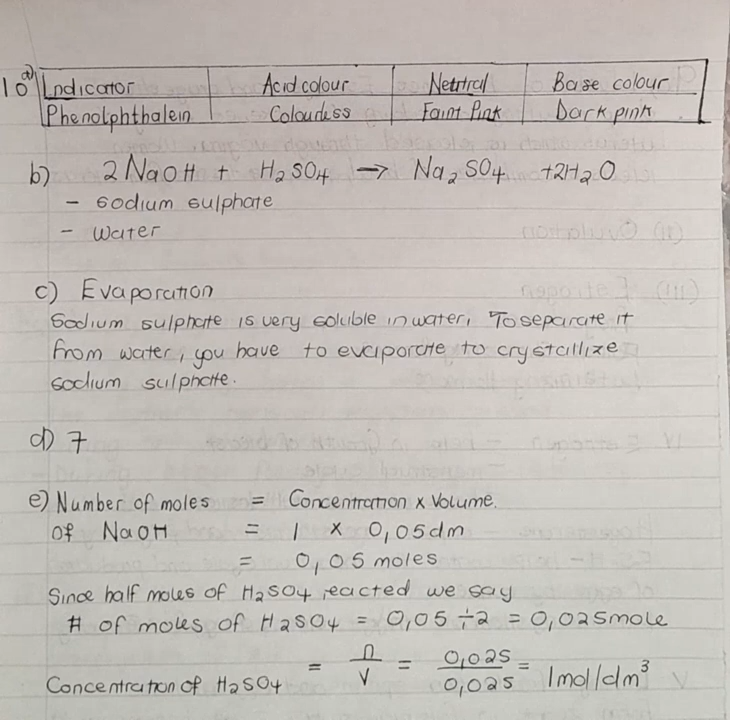 10 a) Indicator Acid colour Netrtral Base colour
Phenolphthalein Colourless Faint Pink Dark pink
b) 2NaOH + H₂SO₄ → Na₂SO₄ +2H₂O
- sodium sulphate
- water
c) Evaporation
Sodium sulphate is very soluble in water, To separate it
from water, you have to evaporate to crystallize
sodium sulphate.
d) 7
e) Number of moles = Concentration x Volume.
of NaOH = 1 x 0,05dm
= 0,05 moles
Since half moles of H₂SO₄ reacted we say
# of moles of H₂SO₄ = 0,05 ÷ 2 = 0,025mole
Concentration of H₂SO₄ = n/v = 0,025/0,025 = 1mol/dm³